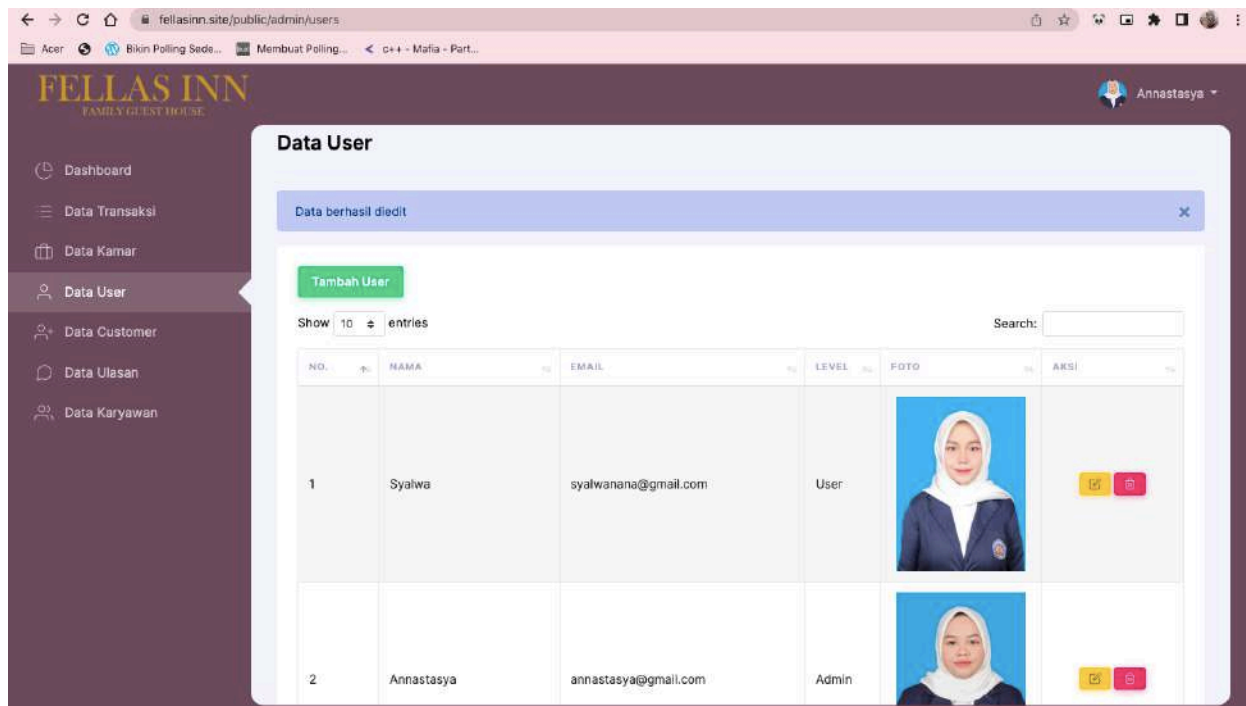 fellasinn.site/public/admin/users
Acer Bikin Polling Sede... Membuat Polling... c++ - Mafia - Part...
FELLAS INN
FAMILY GUEST HOUSE
Annastasya
Data User
Dashboard
Data Transaksi
Data berhasil diedit
Data Kamar
Tambah User
Data User
Show 10 entries Search:
Data Customer
NO. NAMA EMAIL LEVEL FOTO AKSI
Data Ulasan
Data Karyawan
1 Syalwa syalwanana@gmail.com User
2 Annastasya annastasya@gmail.com Admin